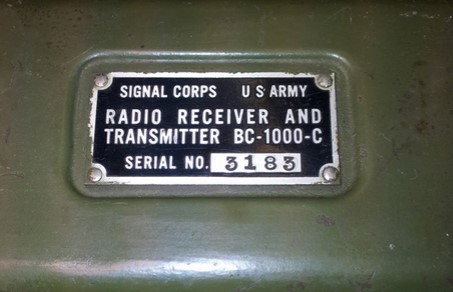 SIGNAL CORPS U S ARMY
RADIO RECEIVER AND
TRANSMITTER BC-1000-C
SERIAL NO. 3183